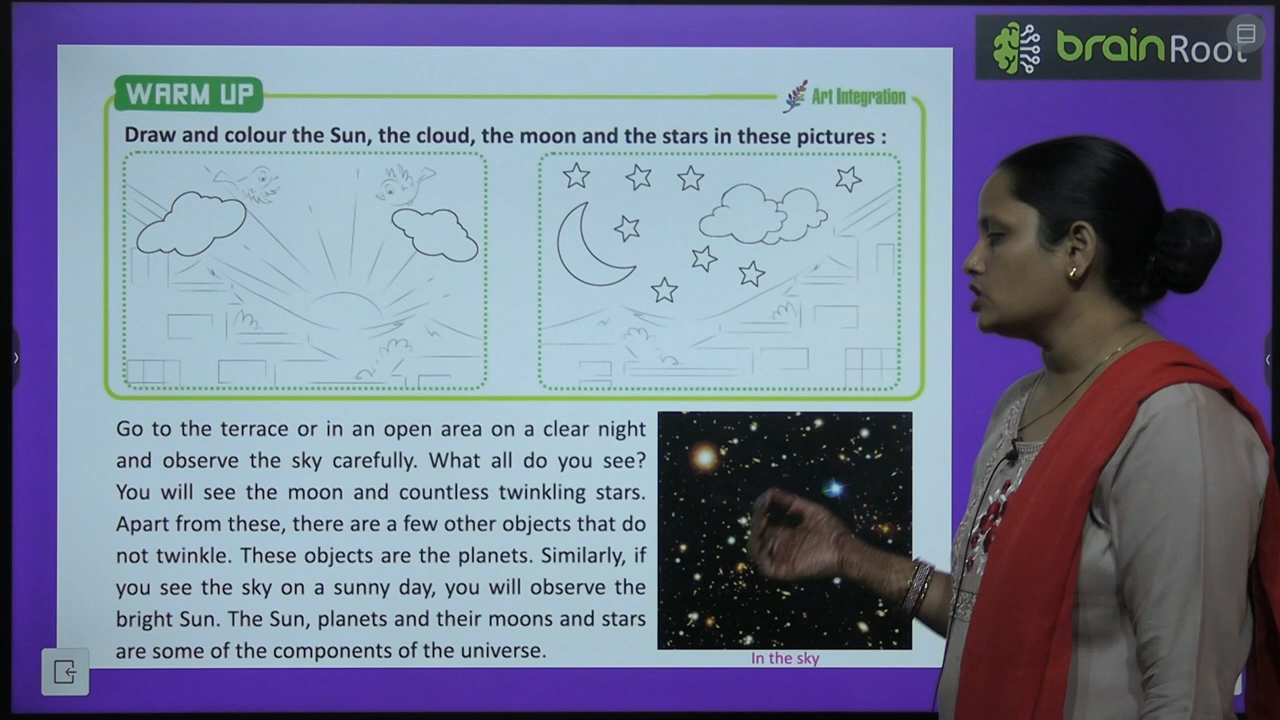 brainRoot
WARM UP
Art Integration
Draw and colour the Sun, the cloud, the moon and the stars in these pictures :
Go to the terrace or in an open area on a clear night
and observe the sky carefully. What all do you see?
You will see the moon and countless twinkling stars.
Apart from these, there are a few other objects that do
not twinkle. These objects are the planets. Similarly, if
you see the sky on a sunny day, you will observe the
bright Sun. The Sun, planets and their moons and stars
are some of the components of the universe.
In the sky